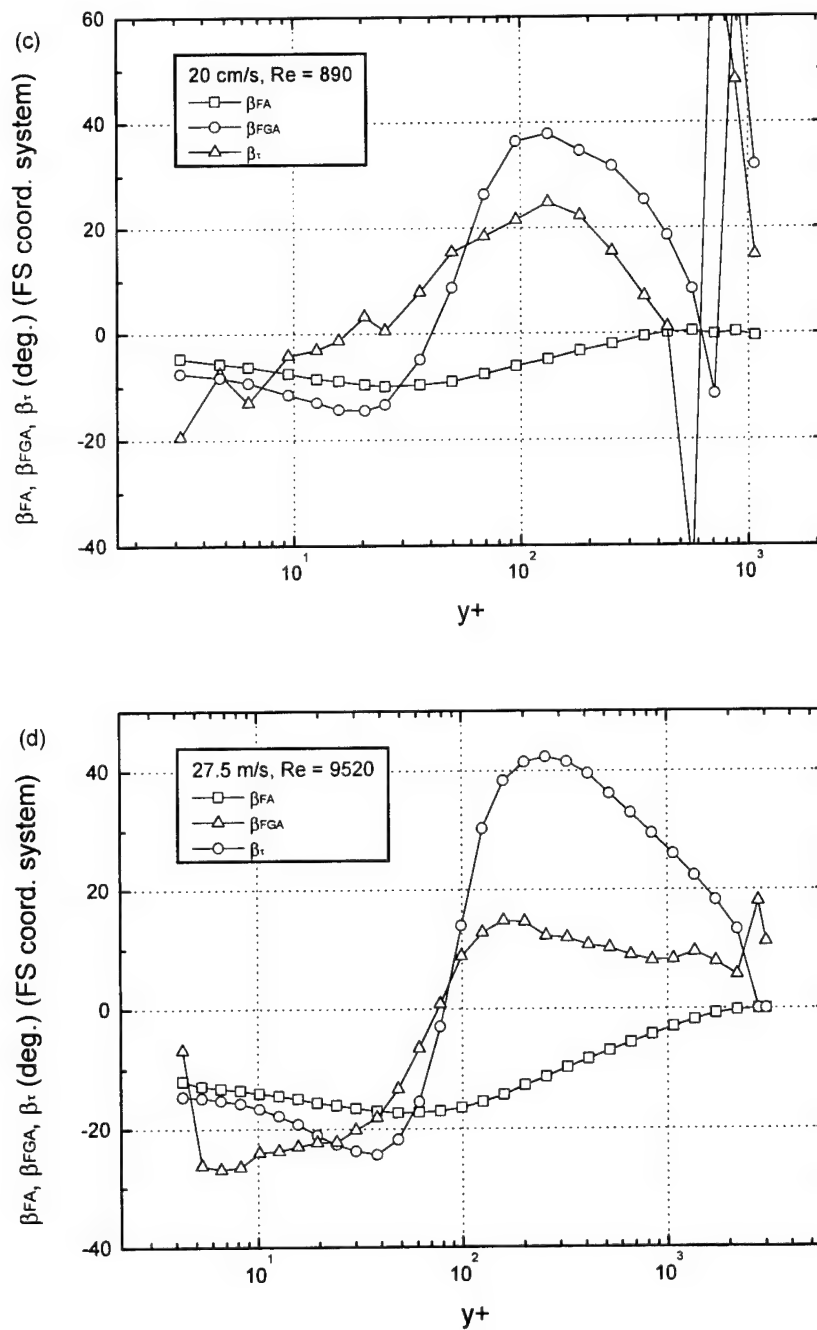 (c)
60
20 cm/s, Re = 890
βFA
βFGA
βτ
40
20
0
-20
-40
βFA, βFGA, βτ (deg.) (FS coord. system)
10¹
10²
10³
y+
(d)
27.5 m/s, Re = 9520
βFA
βFGA
βτ
40
20
0
-20
-40
βFA, βFGA, βτ (deg.) (FS coord. system)
10¹
10²
10³
y+